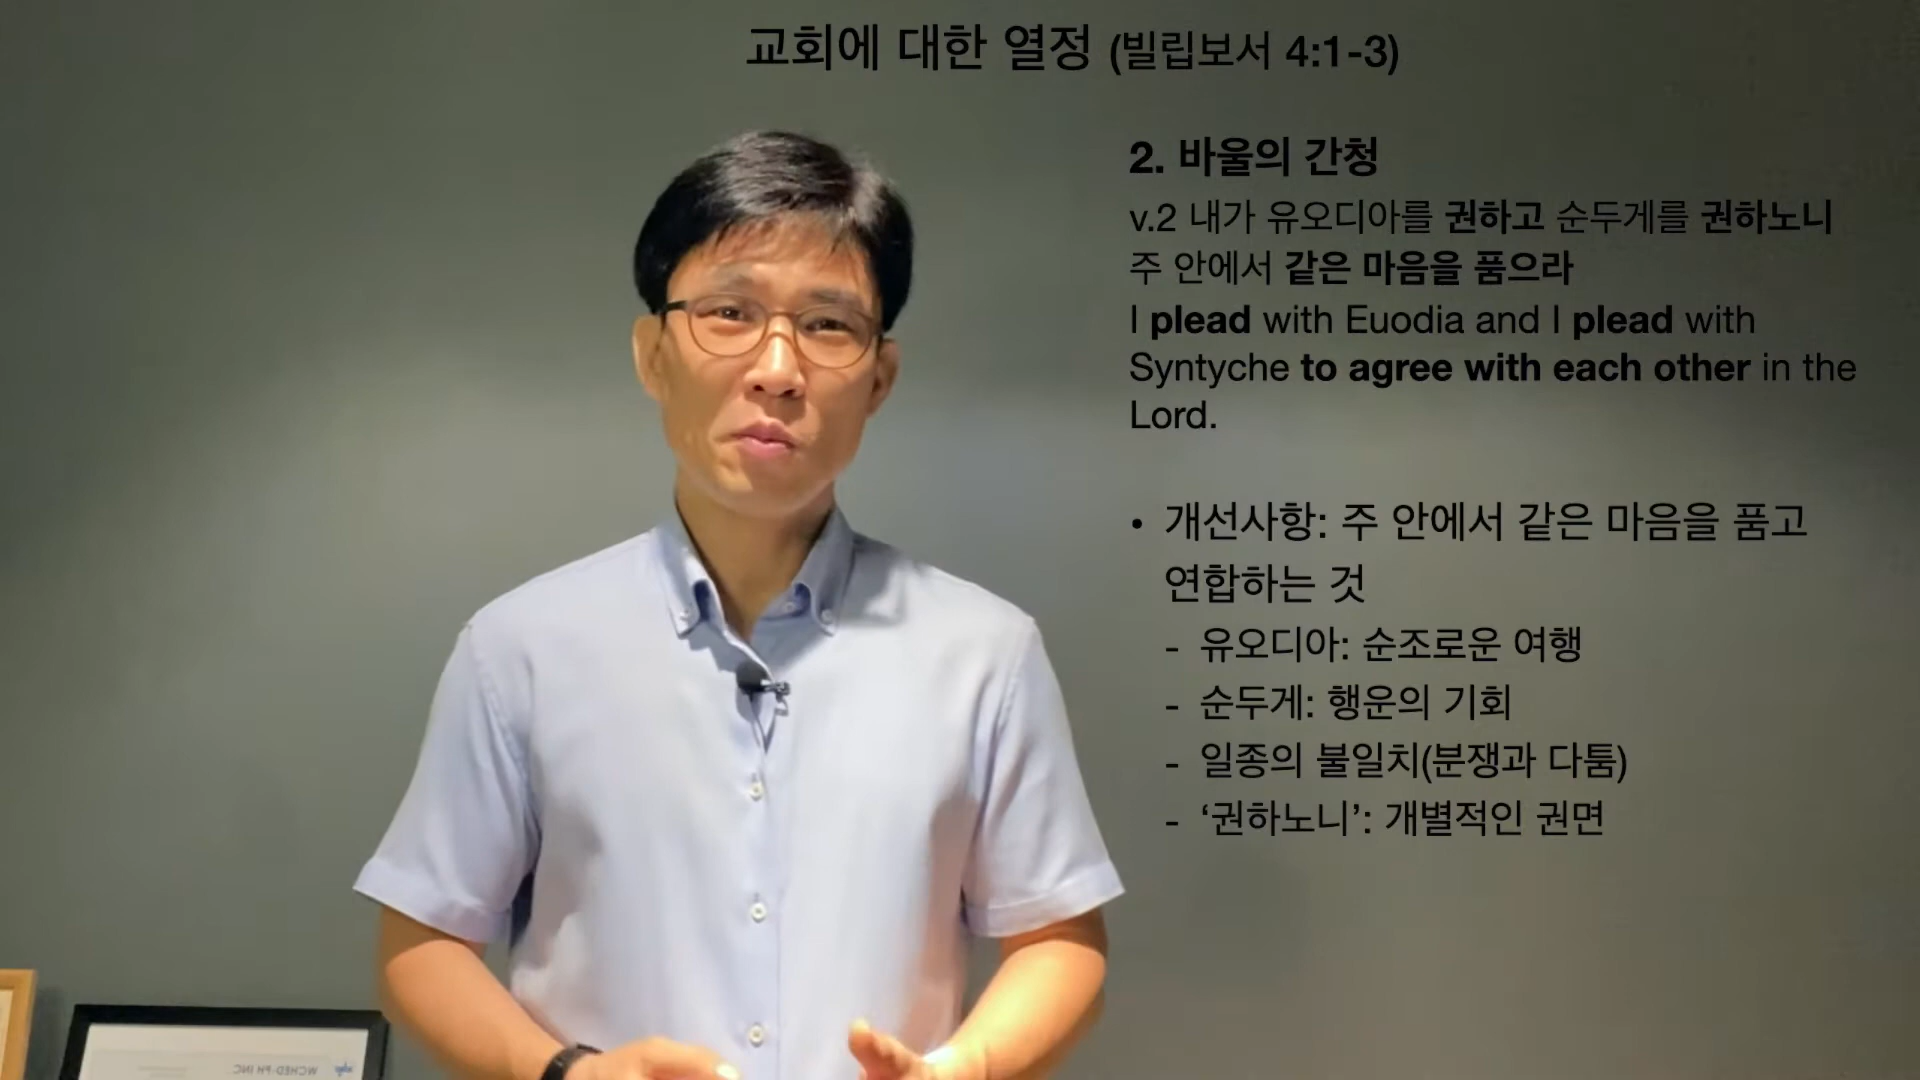 교회에 대한 열정 (빌립보서 4:1-3)
2. 바울의 간청
v.2 내가 유오디아를 권하고 순두게를 권하노니
주 안에서 같은 마음을 품으라
I plead with Euodia and I plead with
Syntyche to agree with each other in the
Lord.
• 개선사항: 주 안에서 같은 마음을 품고
연합하는 것
- 유오디아: 순조로운 여행
- 순두게: 행운의 기회
- 일종의 불일치(분쟁과 다툼)
- ‘권하노니’: 개별적인 권면
WCHED-PH INC.